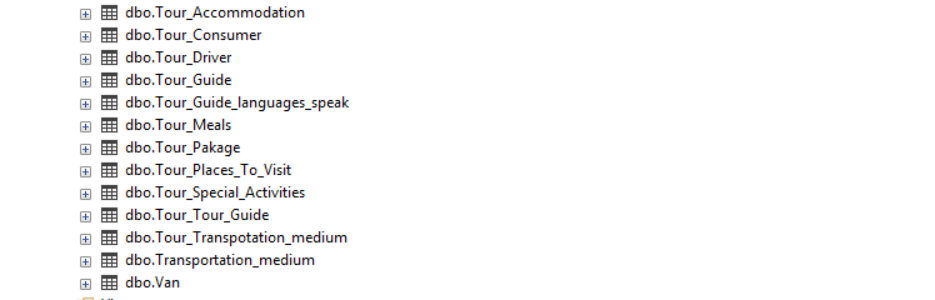 dbo.Tour_Accommodation
dbo.Tour_Consumer
dbo.Tour_Driver
dbo.Tour_Guide
dbo.Tour_Guide_languages_speak
dbo.Tour_Meals
dbo.Tour_Pakage
dbo.Tour_Places_To_Visit
dbo.Tour_Special_Activities
dbo.Tour_Tour_Guide
dbo.Tour_Transpotation_medium
dbo.Transportation_medium
dbo.Van